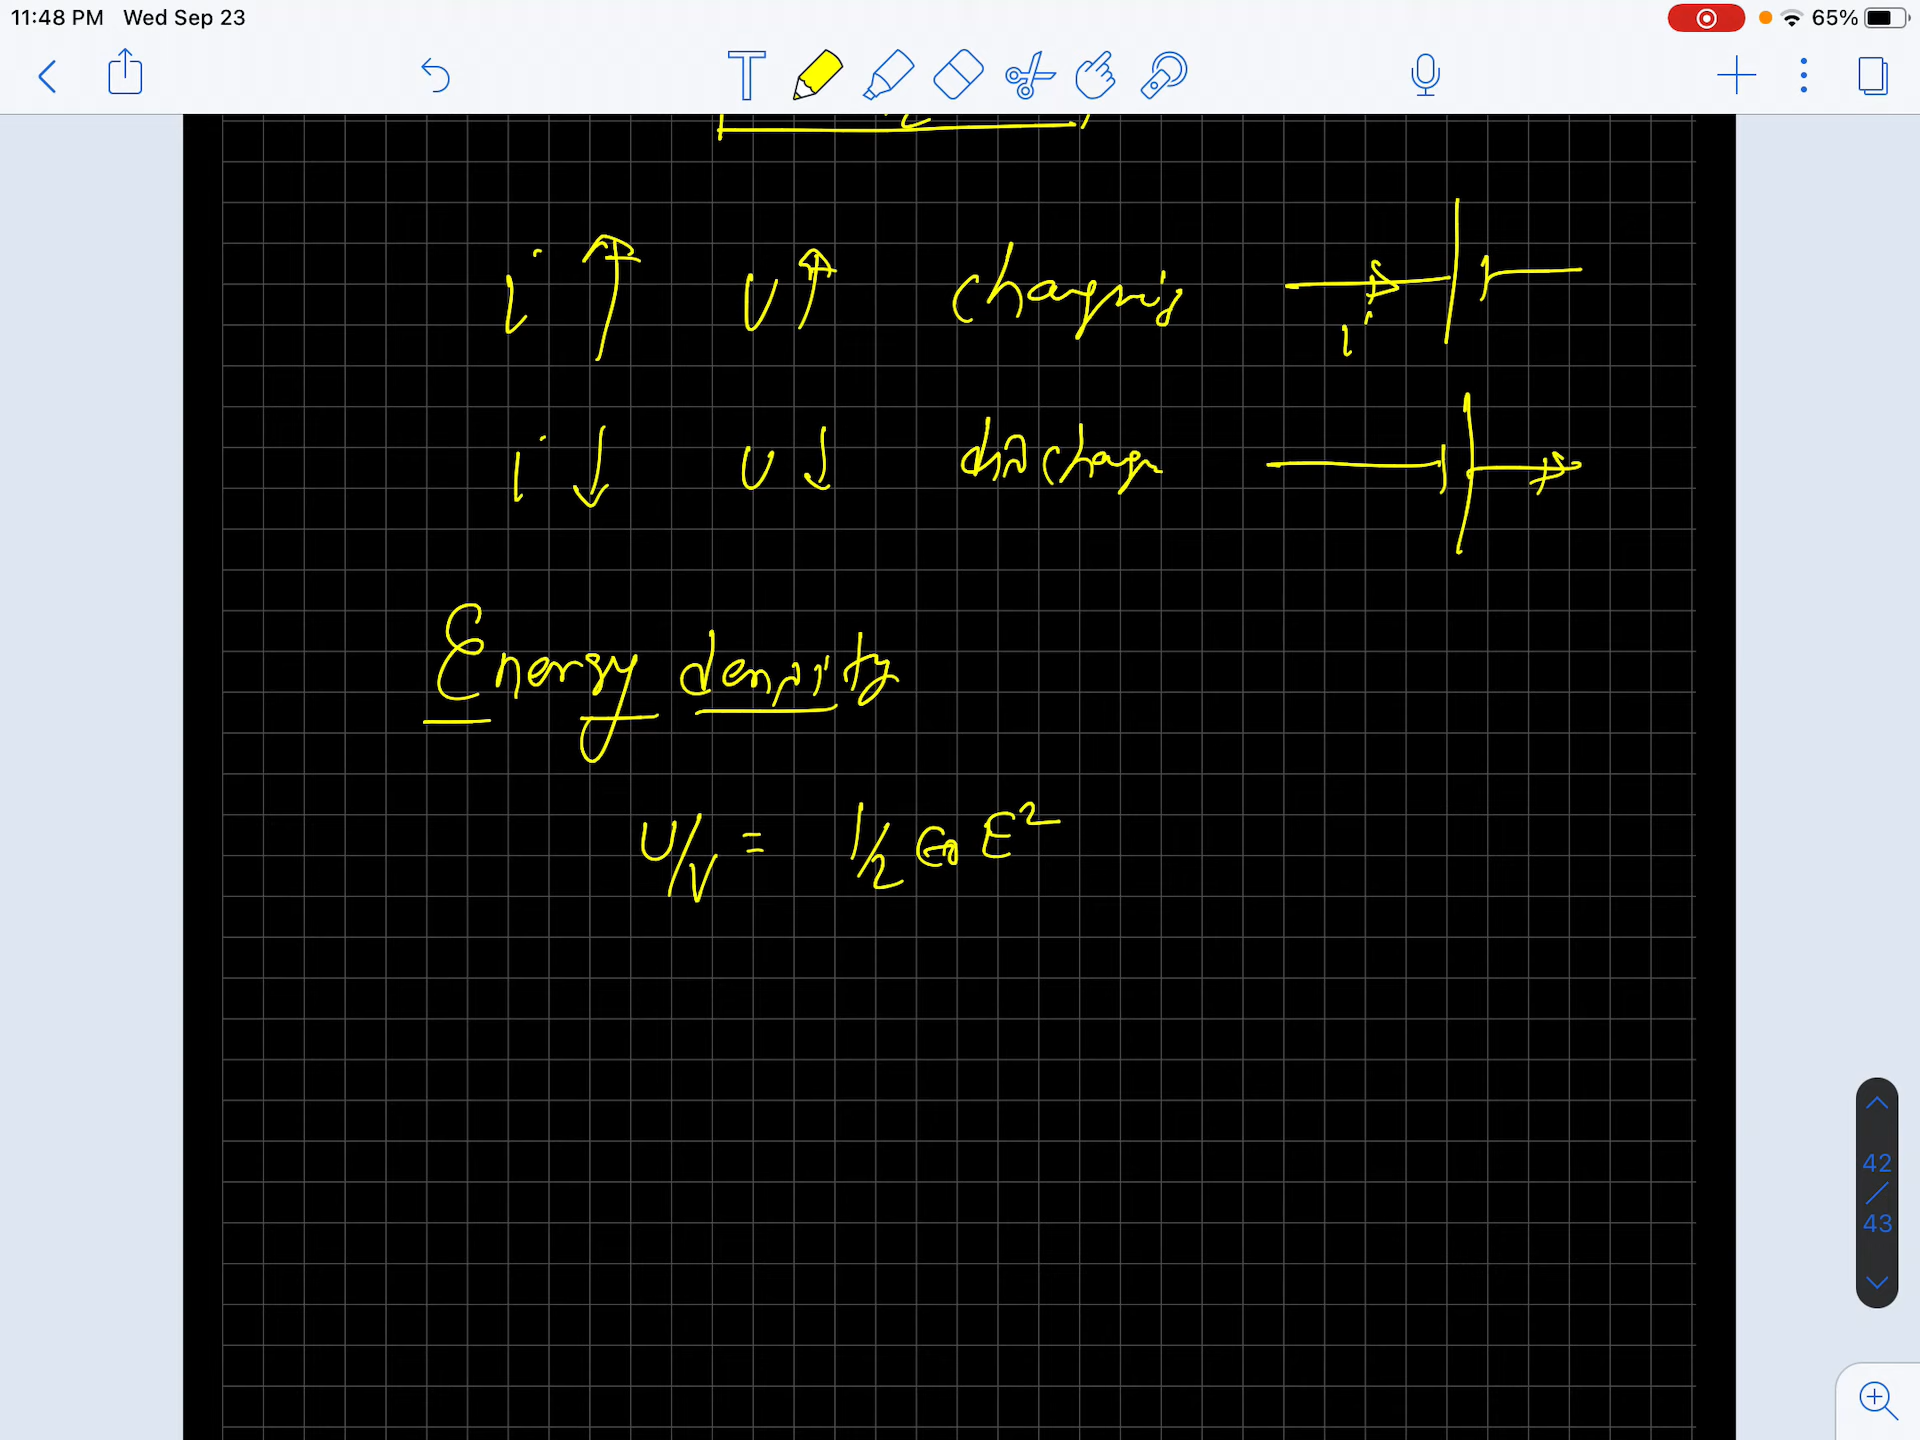 11:48 PM Wed Sep 23
65%
i ↑ U ↑ charging
i
i ↓ U ↓ discharge
Energy density
U/V = 1/2 ε₀ E²
42
/
43